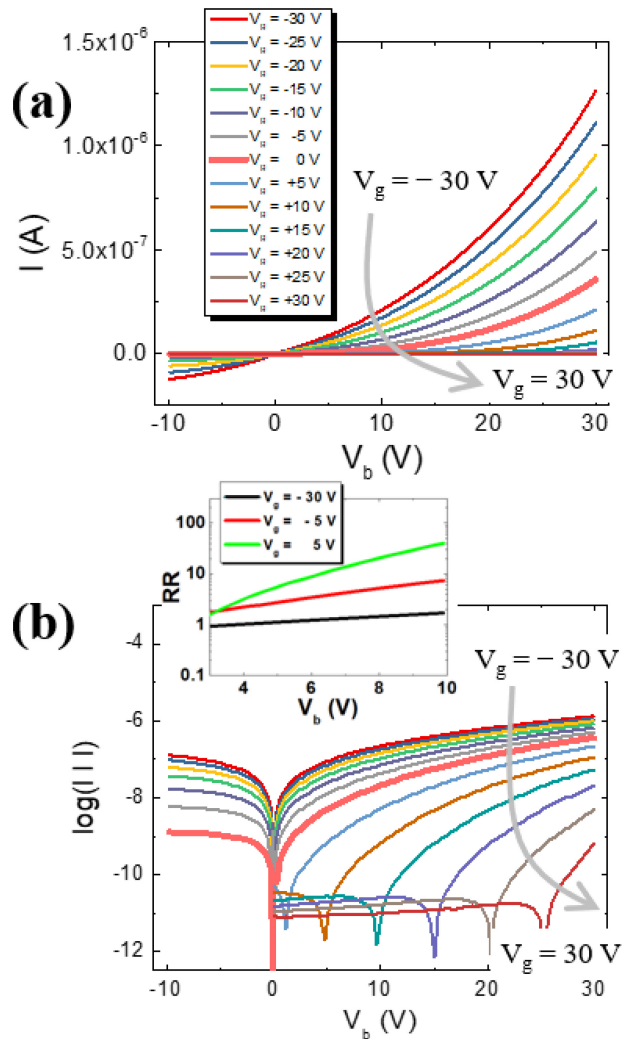 (a)
V_g = -30 V
V_g = -25 V
V_g = -20 V
V_g = -15 V
V_g = -10 V
V_g = -5 V
V_g = 0 V
V_g = +5 V
V_g = +10 V
V_g = +15 V
V_g = +20 V
V_g = +25 V
V_g = +30 V
1.5x10⁻⁶
1.0x10⁻⁶
5.0x10⁻⁷
0.0
I (A)
V_g = − 30 V
V_g = 30 V
-10 0 10 20 30
V_b (V)
V_g = - 30 V
V_g = - 5 V
V_g = 5 V
100
10
1
0.1
RR
4 6 8 10
V_b (V)
(b)
-4
-6
-8
-10
-12
log(I I I)
V_g = − 30 V
V_g = 30 V
-10 0 10 20 30
V_b (V)